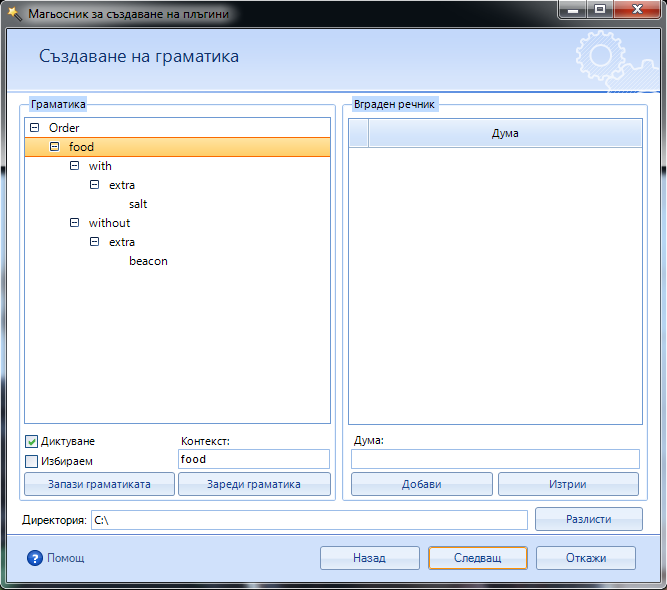 Магьосник за създаване на плъгини
Създаване на граматика
Граматика
Order
food
with
extra
salt
without
extra
beacon
Диктуване
Избираем
Контекст:
food
Запази граматиката
Зареди граматика
Вграден речник
Дума
Дума:
Добави
Изтрии
Директория:
C:\
Разлисти
Помощ
Назад
Следващ
Откажи